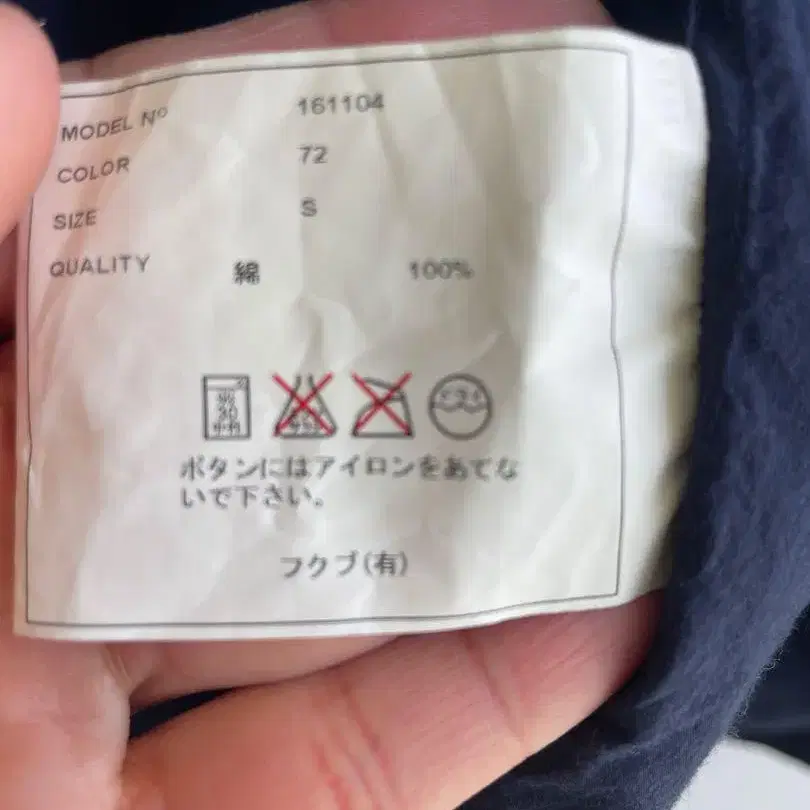 MODEL Nº 161104
COLOR 72
SIZE S
QUALITY 綿 100%
ボタンにはアイロンをあてな
いで下さい。
フクブ(有)